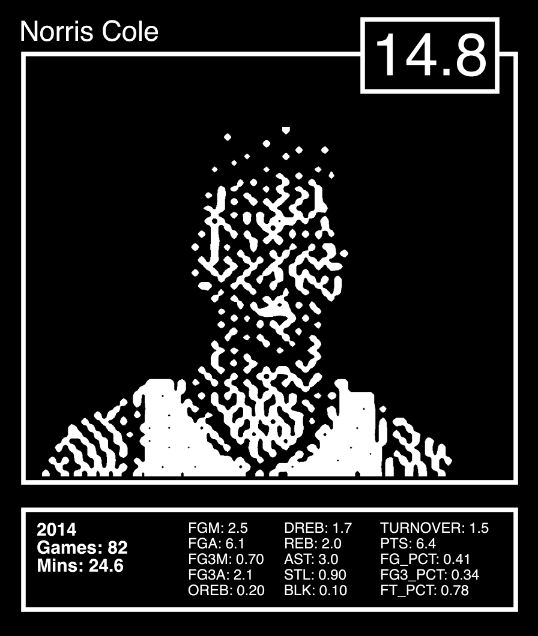 Norris Cole
14.8
2014
Games: 82
Mins: 24.6
FGM: 2.5
FGA: 6.1
FG3M: 0.70
FG3A: 2.1
OREB: 0.20
DREB: 1.7
REB: 2.0
AST: 3.0
STL: 0.90
BLK: 0.10
TURNOVER: 1.5
PTS: 6.4
FG_PCT: 0.41
FG3_PCT: 0.34
FT_PCT: 0.78